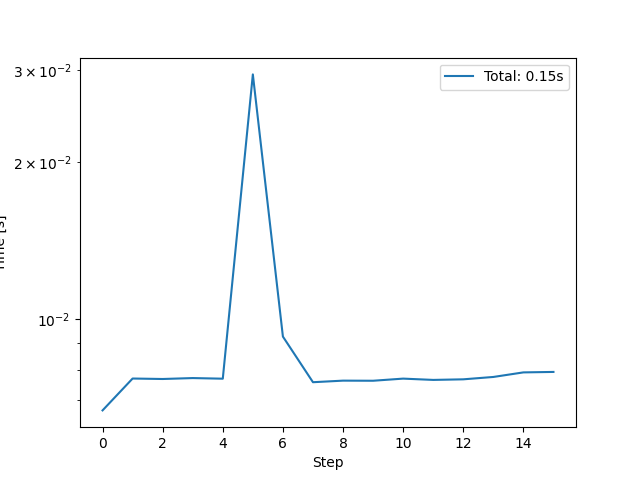 Total: 0.15s
3 × 10⁻²
2 × 10⁻²
10⁻²
[s]
0 2 4 6 8 10 12 14
Step